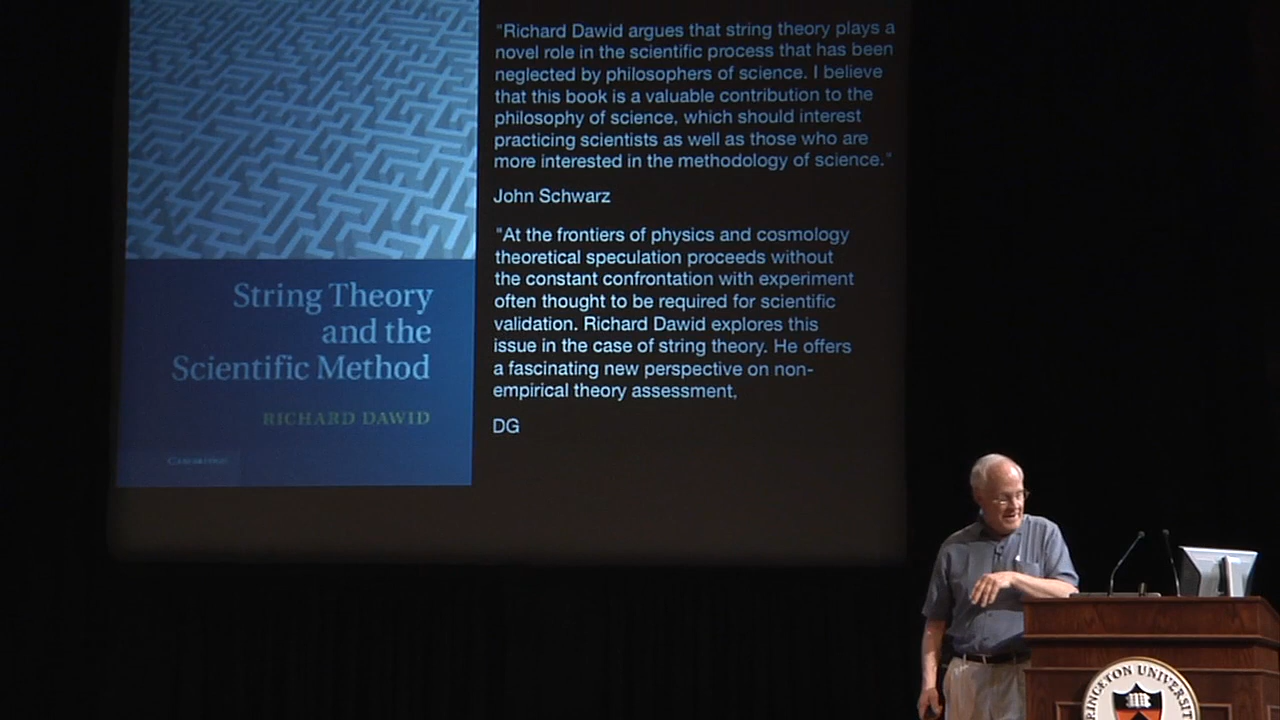 "Richard Dawid argues that string theory plays a
novel role in the scientific process that has been
neglected by philosophers of science. I believe
that this book is a valuable contribution to the
philosophy of science, which should interest
practicing scientists as well as those who are
more interested in the methodology of science."
John Schwarz
"At the frontiers of physics and cosmology
theoretical speculation proceeds without
the constant confrontation with experiment
often thought to be required for scientific
validation. Richard Dawid explores this
issue in the case of string theory. He offers
a fascinating new perspective on non-
empirical theory assessment,
DG
String Theory
and the
Scientific Method
RICHARD DAWID
CAMBRIDGE
PRINCETON UNIVERSIT